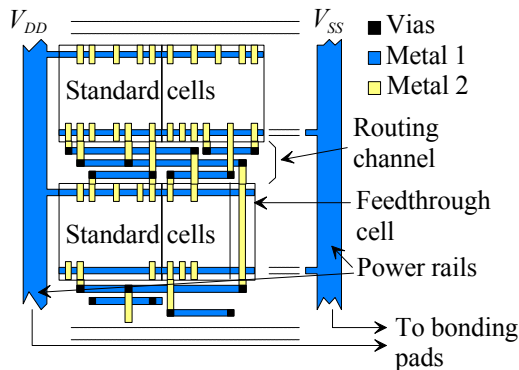 V_DD
V_SS
Vias
Metal 1
Metal 2
Standard cells
Routing
channel
Standard cells
Feedthrough
cell
Power rails
To bonding
pads